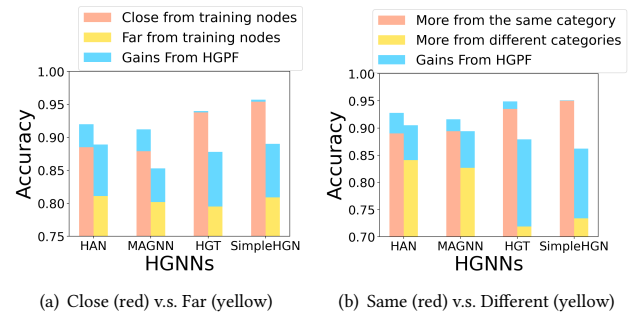 Close from training nodes
Far from training nodes
Gains From HGPF
1.00
0.95
0.90
0.85
0.80
0.75
Accuracy
HAN MAGNN HGT SimpleHGN
HGNNs
(a) Close (red) v.s. Far (yellow)
More from the same category
More from different categories
Gains From HGPF
1.00
0.95
0.90
0.85
0.80
0.75
0.70
Accuracy
HAN MAGNN HGT SimpleHGN
HGNNs
(b) Same (red) v.s. Different (yellow)